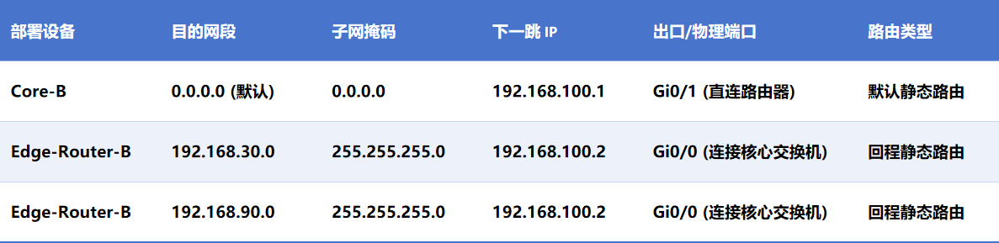 部署设备 目的网段 子网掩码 下一跳 IP 出口/物理端口 路由类型
Core-B 0.0.0.0 (默认) 0.0.0.0 192.168.100.1 Gi0/1 (直连路由器) 默认静态路由
Edge-Router-B 192.168.30.0 255.255.255.0 192.168.100.2 Gi0/0 (连接核心交换机) 回程静态路由
Edge-Router-B 192.168.90.0 255.255.255.0 192.168.100.2 Gi0/0 (连接核心交换机) 回程静态路由